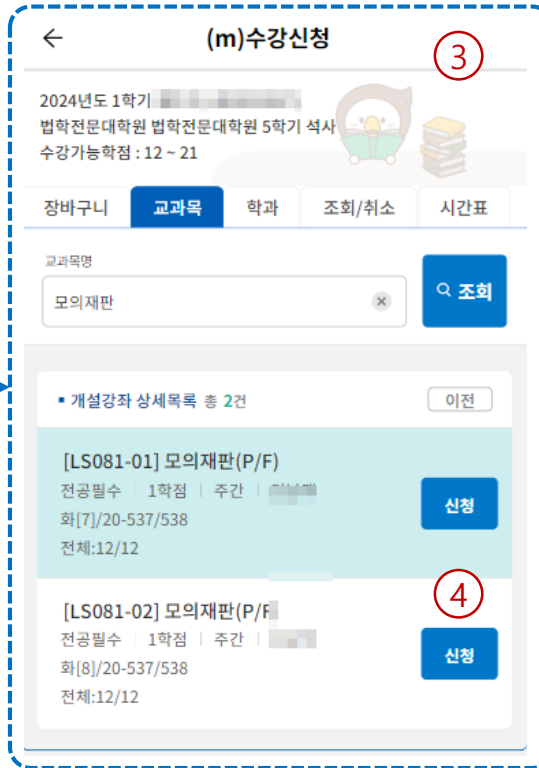 (m)수강신청
③
2024년도 1학기
법학전문대학원 법학전문대학원 5학기 석사
수강가능학점 : 12 ~ 21
장바구니 교과목 학과 조회/취소 시간표
교과목명
모의재판
조회
개설강좌 상세목록 총 2건
이전
[LS081-01] 모의재판(P/F)
전공필수 1학점 주간
화[7]/20-537/538
전체:12/12
신청
④
[LS081-02] 모의재판(P/F
전공필수 1학점 주간
화[8]/20-537/538
전체:12/12
신청